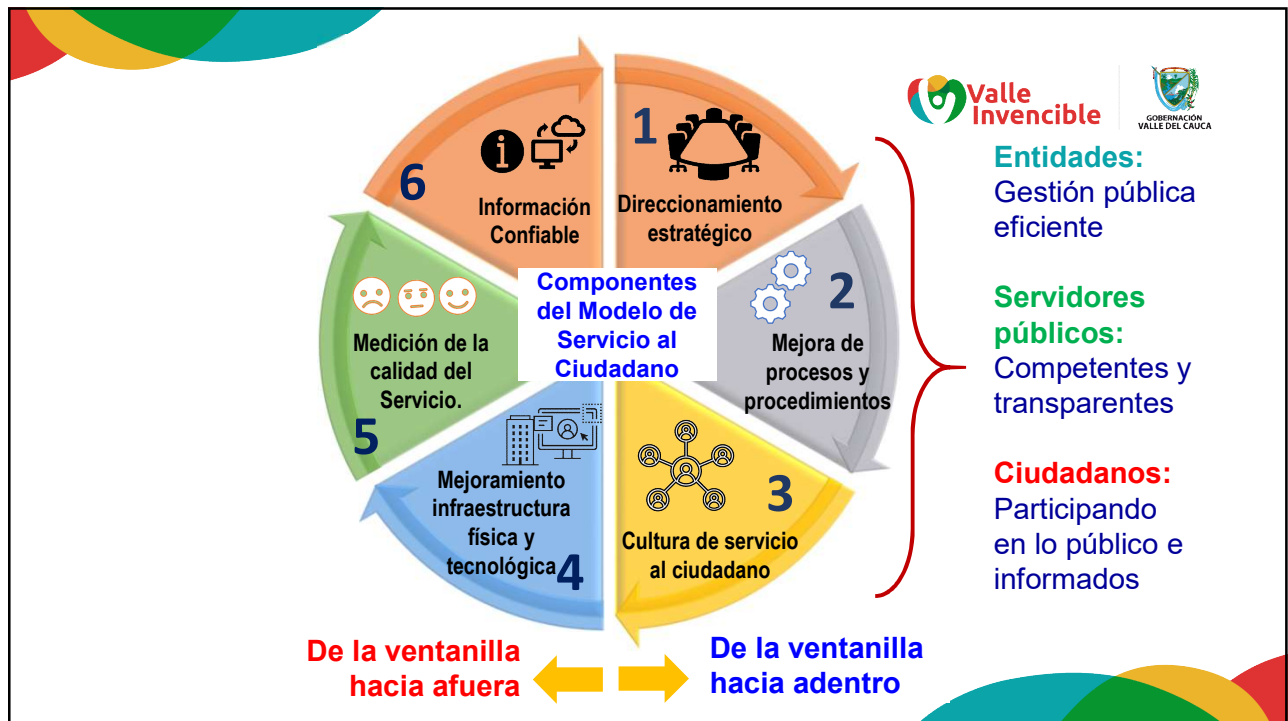 Valle
Invencible
GOBERNACIÓN
VALLE DEL CAUCA
1
Direccionamiento
estratégico
2
Mejora de
procesos y
procedimientos
3
Cultura de servicio
al ciudadano
4
Mejoramiento
infraestructura
física y
tecnológica
5
Medición de la
calidad del
Servicio.
6
Información
Confiable
Componentes
del Modelo de
Servicio al
Ciudadano
Entidades:
Gestión pública
eficiente
Servidores
públicos:
Competentes y
transparentes
Ciudadanos:
Participando
en lo público e
informados
De la ventanilla
hacia afuera
De la ventanilla
hacia adentro